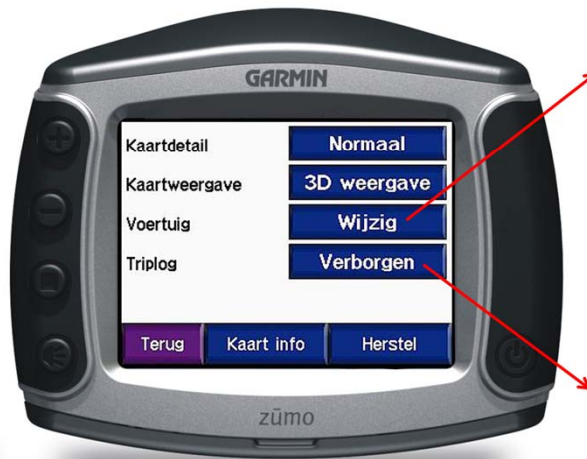 GARMIN
Kaartdetail Normaal
Kaartweergave 3D weergave
Voertuig Wijzig
Triplog Verborgen
Terug Kaart info Herstel
zūmo